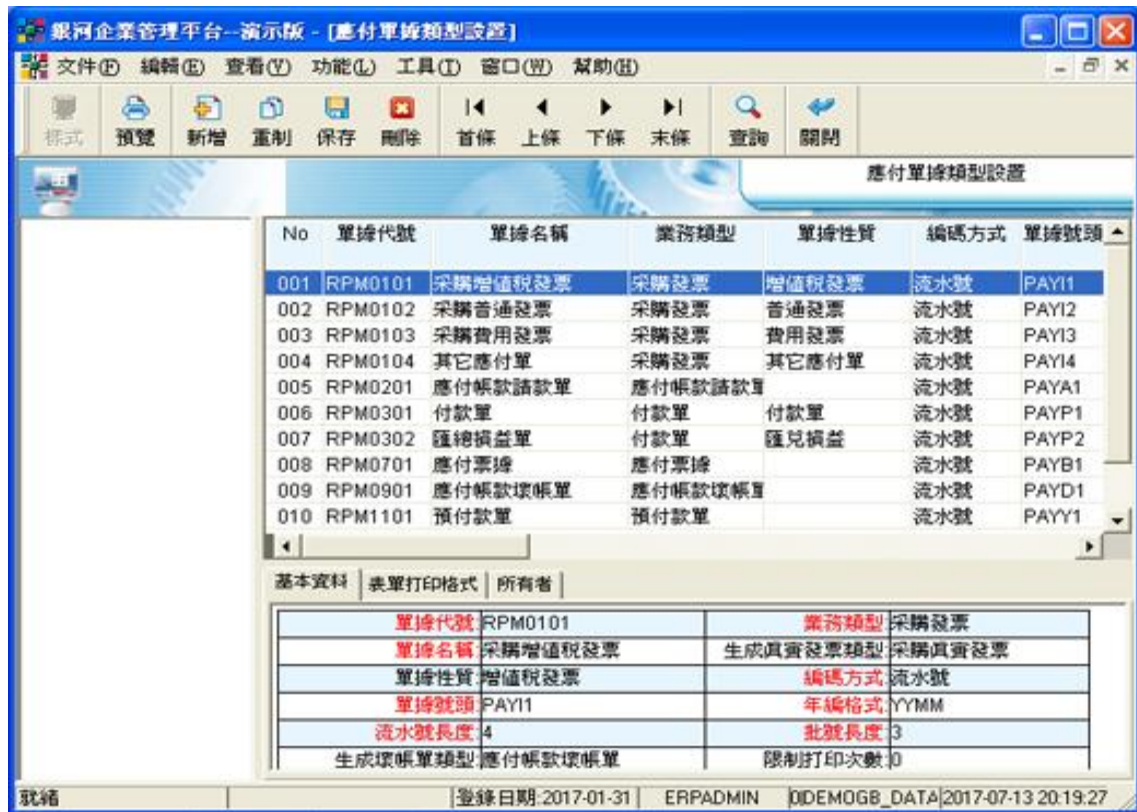 銀河企業管理平台--演示版 - [應付單據類型設置]
文件(F) 編輯(E) 查看(V) 功能(L) 工具(T) 窗口(W) 幫助(H)
樣式 預覽 新增 重制 保存 刪除 首條 上條 下條 末條 查詢 關閉
應付單據類型設置
No 單據代號 單據名稱 業務類型 單據性質 編碼方式 單據號頭
001 RPM0101 采購增值稅發票 采購發票 增值稅發票 流水號 PAYI1
002 RPM0102 采購普通發票 采購發票 普通發票 流水號 PAYI2
003 RPM0103 采購費用發票 采購發票 費用發票 流水號 PAYI3
004 RPM0104 其它應付單 采購發票 其它應付單 流水號 PAYI4
005 RPM0201 應付帳款請款單 應付帳款請款單 流水號 PAYA1
006 RPM0301 付款單 付款單 付款單 流水號 PAYP1
007 RPM0302 匯總損益單 付款單 匯兌損益 流水號 PAYP2
008 RPM0701 應付票據 應付票據 流水號 PAYB1
009 RPM0901 應付帳款壞帳單 應付帳款壞帳單 流水號 PAYD1
010 RPM1101 預付款單 預付款單 流水號 PAYY1
基本資料 表單打印格式 所有者
單據代號 RPM0101 業務類型 采購發票
單據名稱 采購增值稅發票 生成真實發票類型 采購真實發票
單據性質 增值稅發票 編碼方式 流水號
單據號頭 PAYI1 年編格式 YYMM
流水號長度 4 批號長度 3
生成壞帳單類型 應付帳款壞帳單 限制打印次數 0
就緒 登錄日期:2017-01-31 ERPADMIN 0 DEMOGB_DATA 2017-07-13 20:19:27